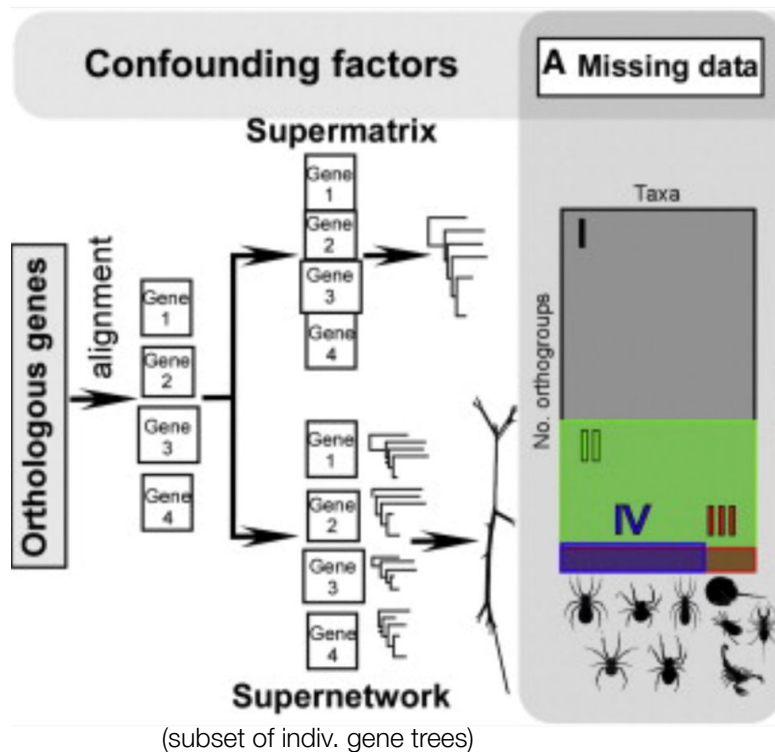 Confounding factors
A Missing data
Supermatrix
Gene
1
Gene
2
Gene
3
Gene
4
Orthologous genes
alignment
Gene
1
Gene
2
Gene
3
Gene
4
Gene
1
Gene
2
Gene
3
Gene
4
Supernetwork
(subset of indiv. gene trees)
Taxa
No. orthogroups
I
II
IV
III